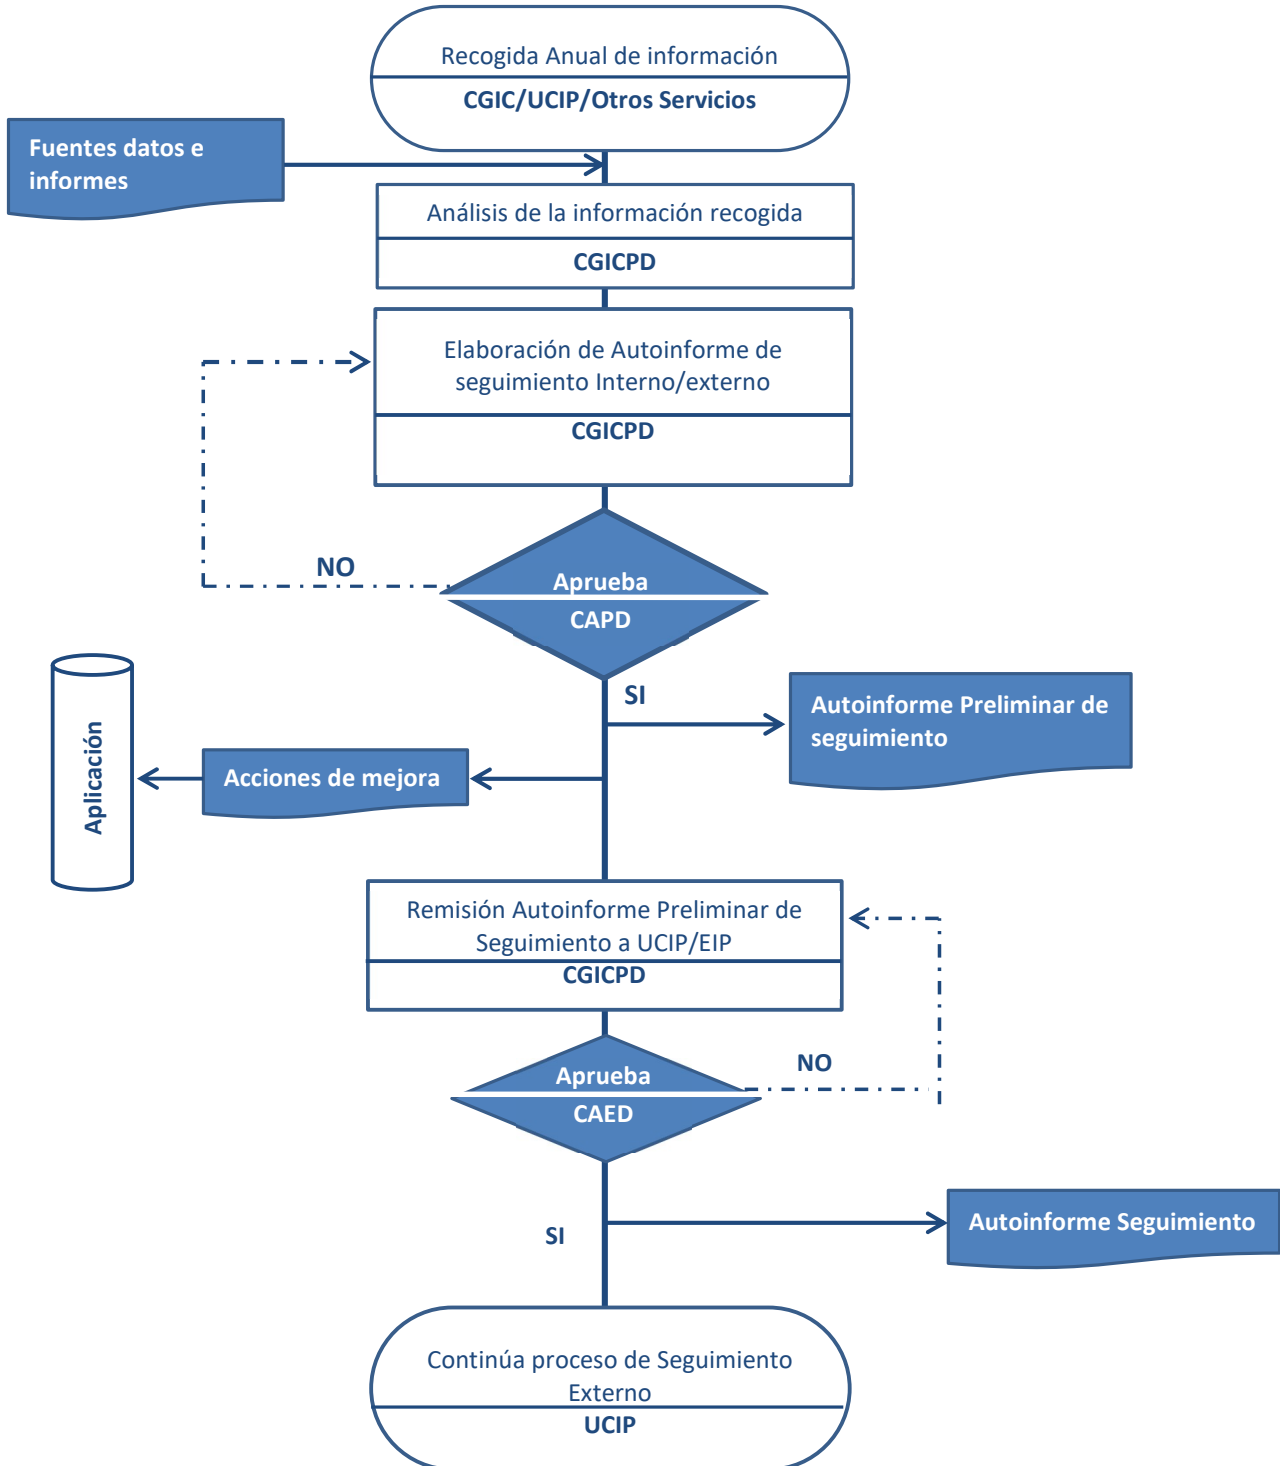 Recogida Anual de información
CGIC/UCIP/Otros Servicios
Fuentes datos e
informes
Análisis de la información recogida
CGICPD
Elaboración de Autoinforme de
seguimiento Interno/externo
CGICPD
NO
Aprueba
CAPD
SI
Autoinforme Preliminar de
seguimiento
Acciones de mejora
Aplicación
Remisión Autoinforme Preliminar de
Seguimiento a UCIP/EIP
CGICPD
Aprueba
CAED
NO
SI
Autoinforme Seguimiento
Continúa proceso de Seguimiento
Externo
UCIP